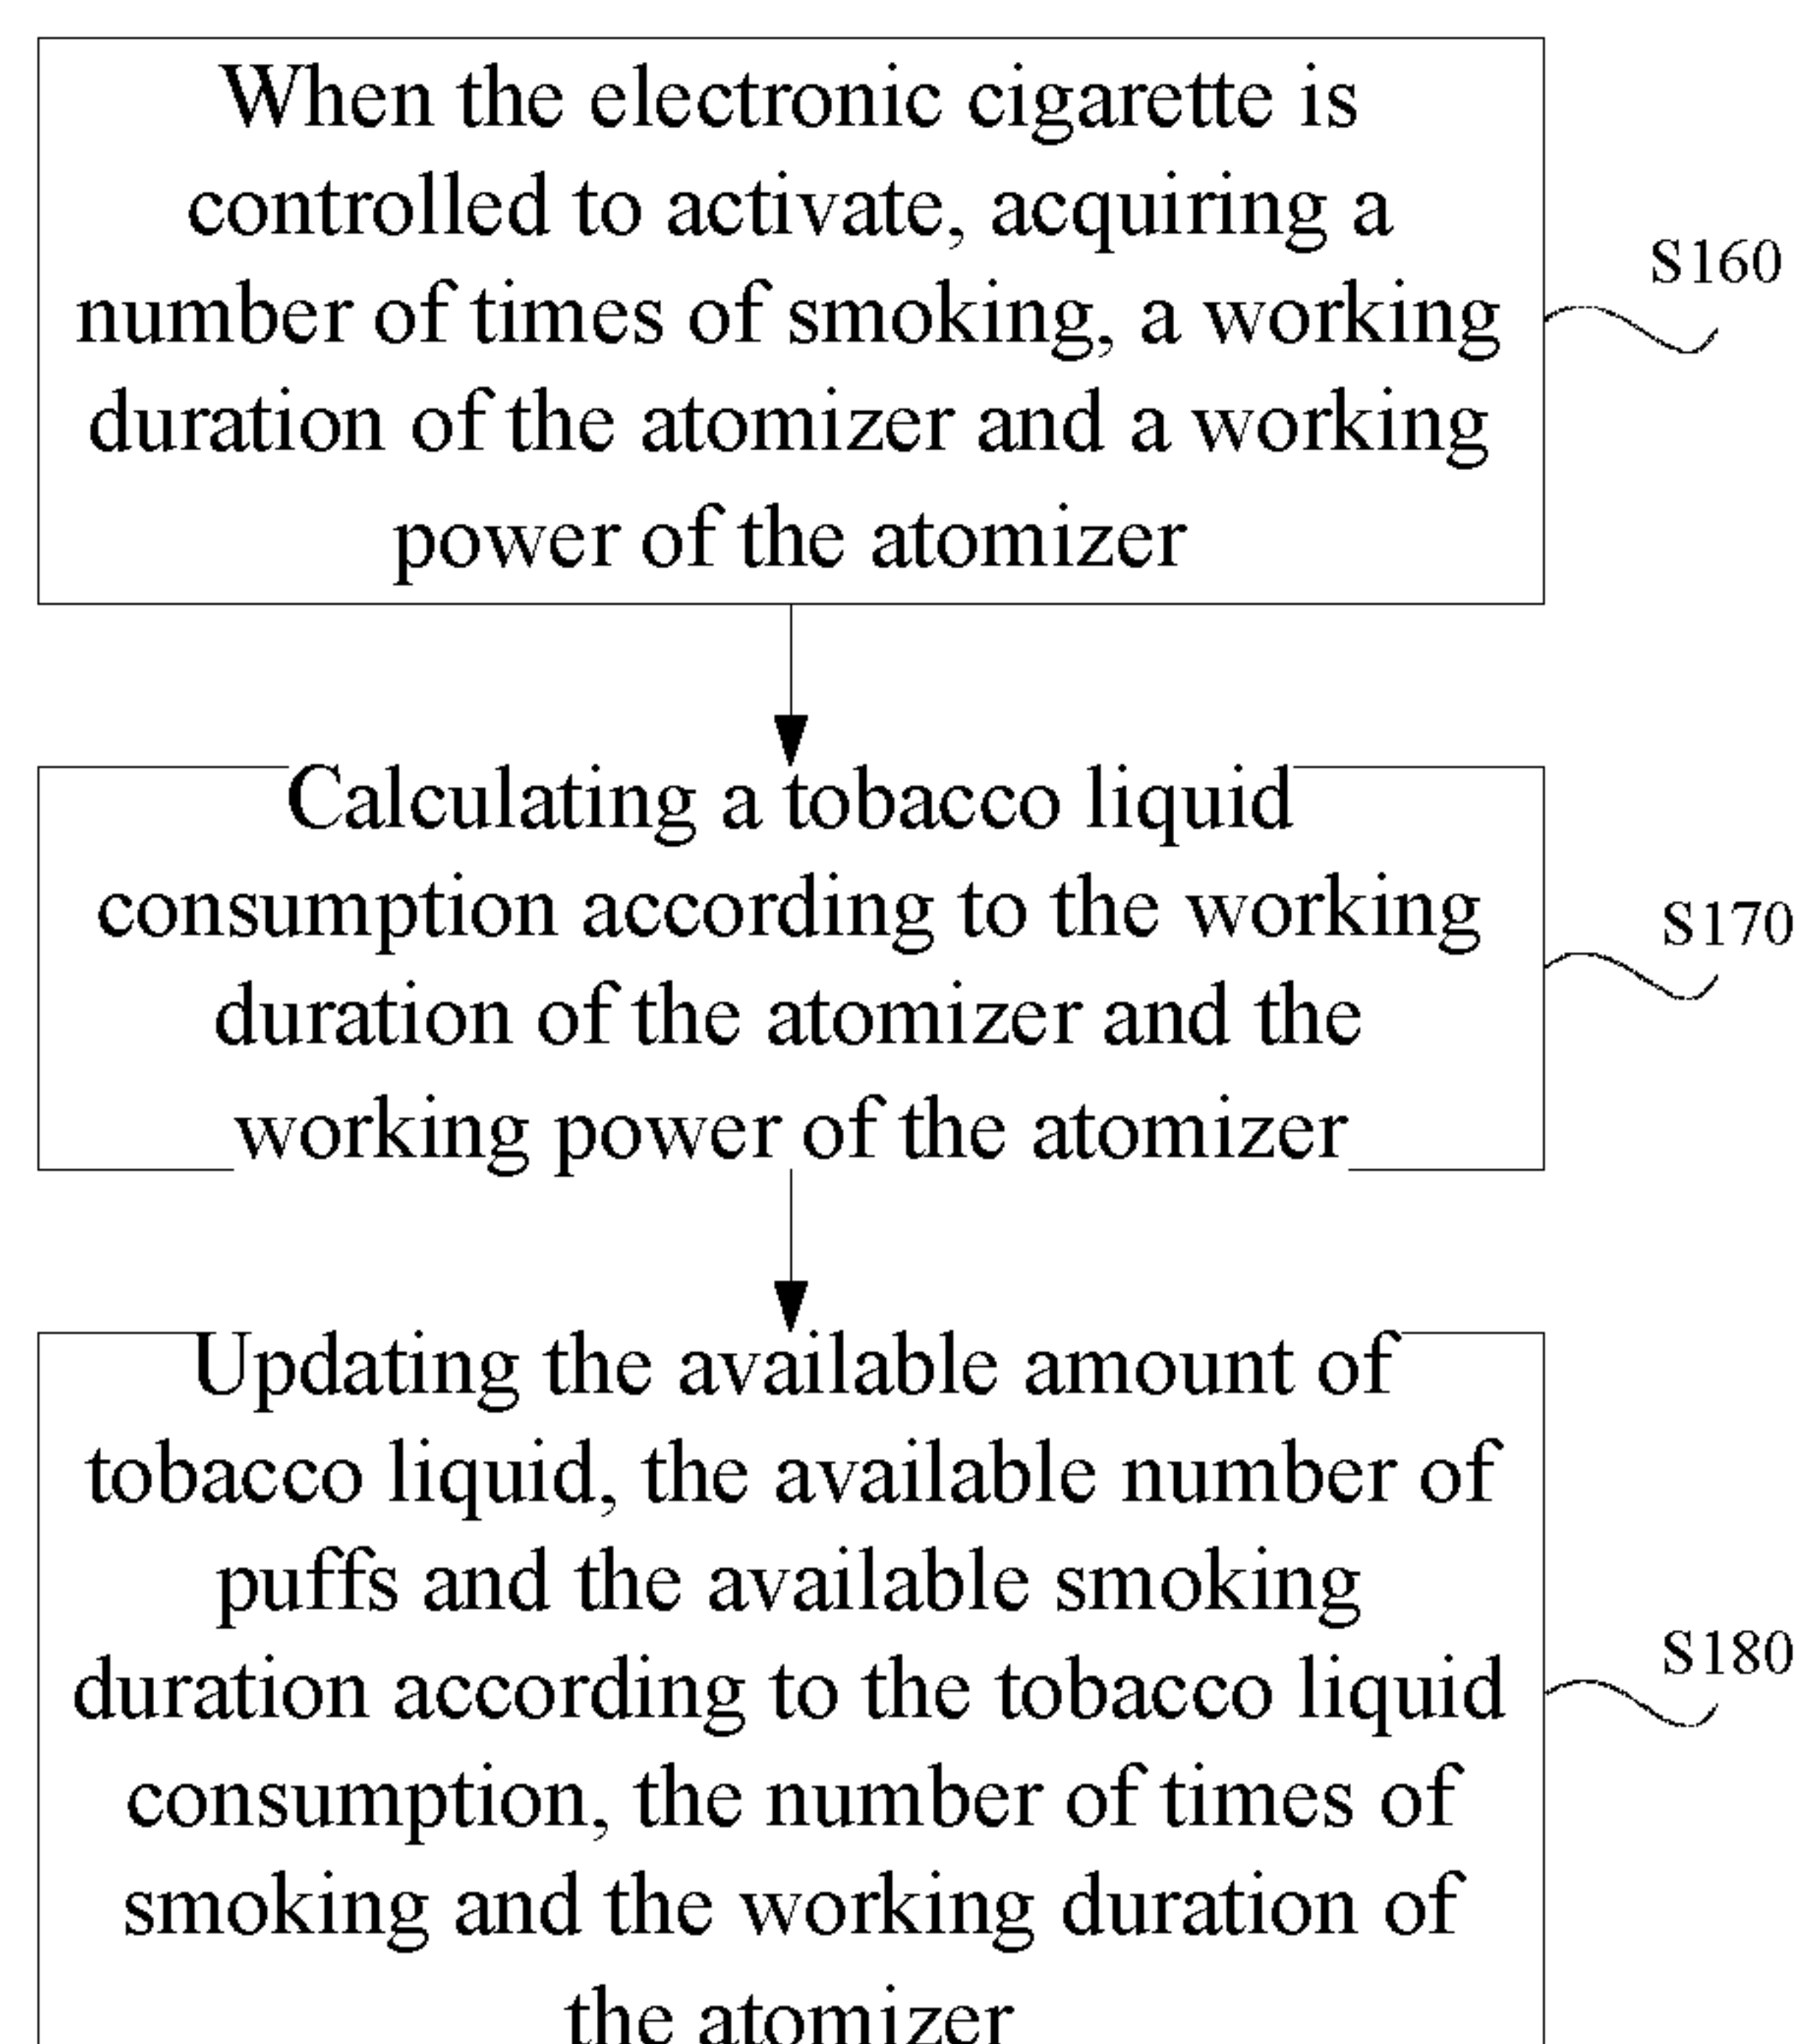 When the electronic cigarette is
controlled to activate, acquiring a
number of times of smoking, a working
duration of the atomizer and a working
power of the atomizer
S160
Calculating a tobacco liquid
consumption according to the working
duration of the atomizer and the
working power of the atomizer
S170
Updating the available amount of
tobacco liquid, the available number of
puffs and the available smoking
duration according to the tobacco liquid
consumption, the number of times of
smoking and the working duration of
the atomizer
S180